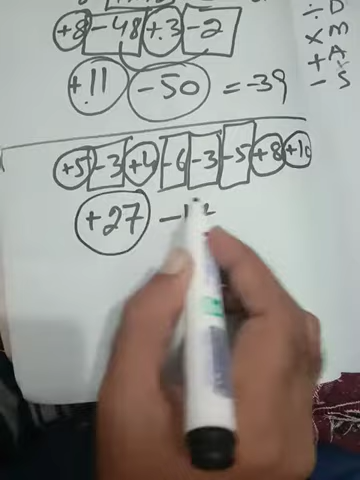 ÷ D
× M
+ A
- S
+8 -48 +3 -2
+11 -50 = -39
+5 -3 +4 -6 -3 -5 +8 +10
+27